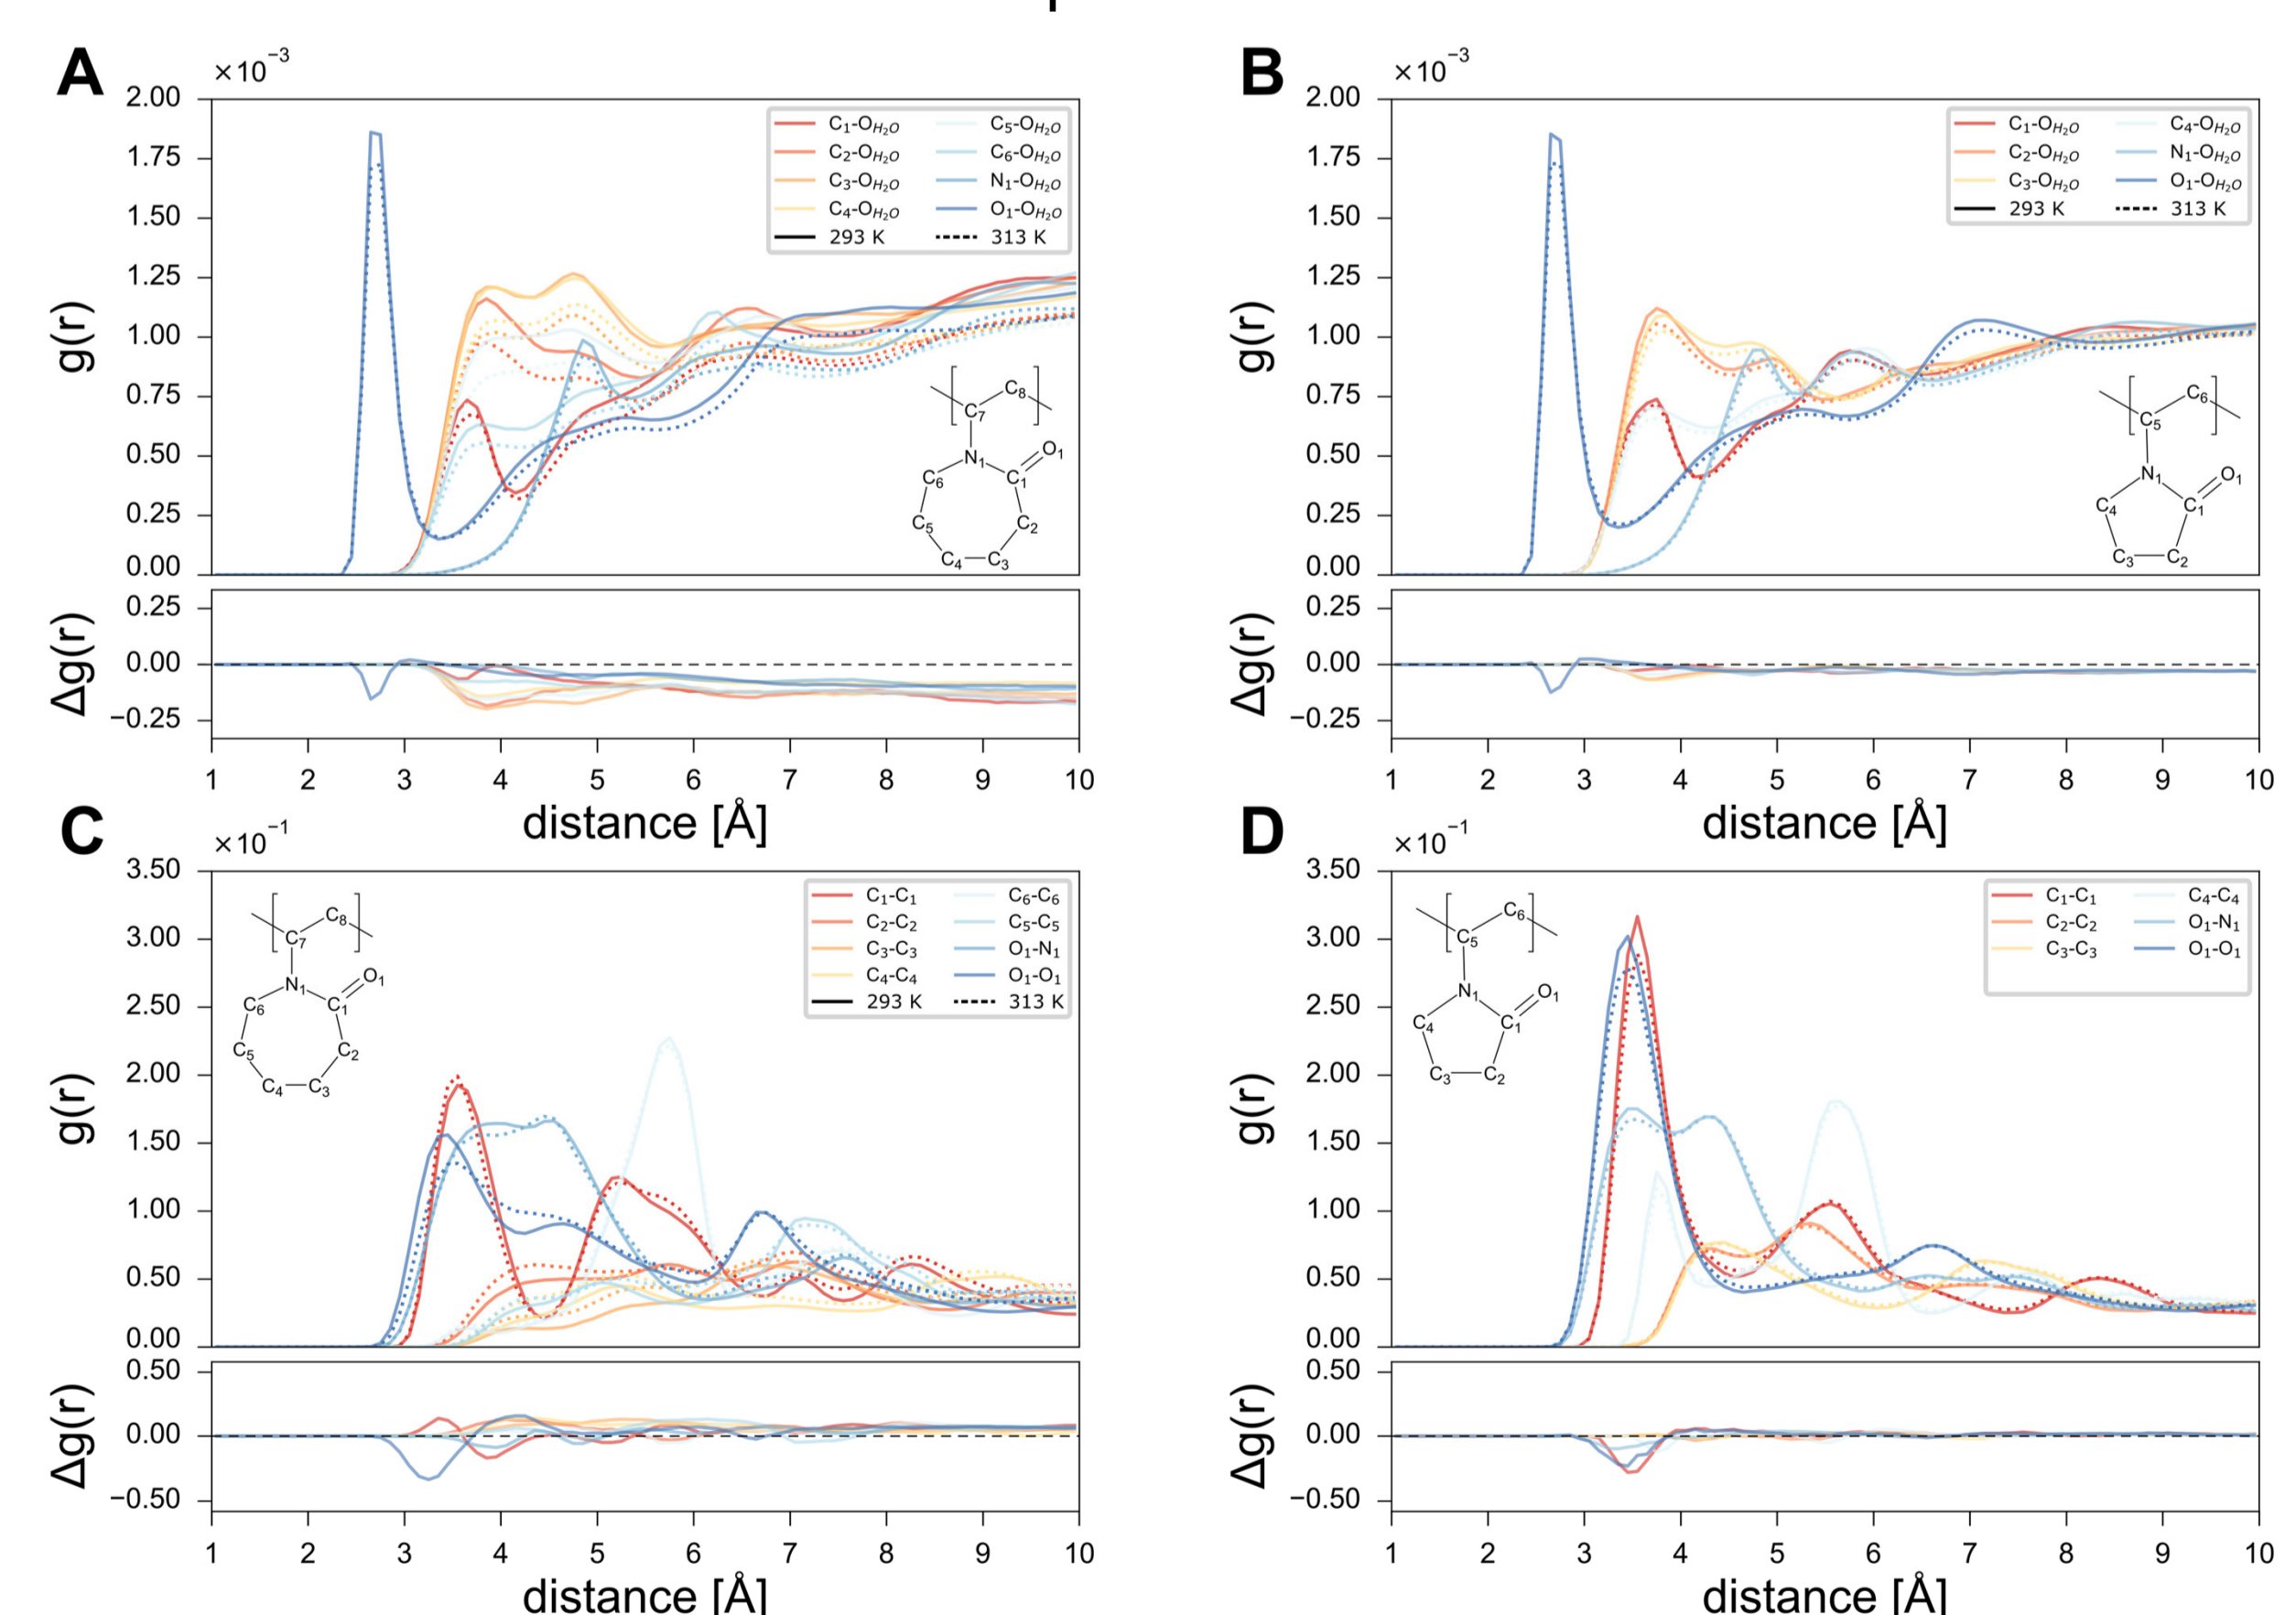 A
×10⁻³
2.00
1.75
1.50
1.25
1.00
0.75
0.50
0.25
0.00
g(r)
C₁-O_H₂O C₅-O_H₂O
C₂-O_H₂O C₆-O_H₂O
C₃-O_H₂O N₁-O_H₂O
C₄-O_H₂O O₁-O_H₂O
293 K 313 K
C₈
C₇
N₁ O₁
C₆ C₁
C₅ C₂
C₄ C₃
0.25
0.00
−0.25
Δg(r)
1 2 3 4 5 6 7 8 9 10
distance [Å]
B
×10⁻³
2.00
1.75
1.50
1.25
1.00
0.75
0.50
0.25
0.00
g(r)
C₁-O_H₂O C₄-O_H₂O
C₂-O_H₂O N₁-O_H₂O
C₃-O_H₂O O₁-O_H₂O
293 K 313 K
C₆
C₅
N₁ O₁
C₄ C₁
C₃ C₂
0.25
0.00
−0.25
Δg(r)
1 2 3 4 5 6 7 8 9 10
distance [Å]
C
×10⁻¹
3.50
3.00
2.50
2.00
1.50
1.00
0.50
0.00
g(r)
C₈
C₇
N₁ O₁
C₆ C₁
C₅ C₂
C₄ C₃
C₁-C₁ C₆-C₆
C₂-C₂ C₅-C₅
C₃-C₃ O₁-N₁
C₄-C₄ O₁-O₁
293 K 313 K
0.50
0.00
−0.50
Δg(r)
1 2 3 4 5 6 7 8 9 10
distance [Å]
D
×10⁻¹
3.50
3.00
2.50
2.00
1.50
1.00
0.50
0.00
g(r)
C₆
C₅
N₁ O₁
C₄ C₁
C₃ C₂
C₁-C₁ C₄-C₄
C₂-C₂ O₁-N₁
C₃-C₃ O₁-O₁
0.50
0.00
−0.50
Δg(r)
1 2 3 4 5 6 7 8 9 10
distance [Å]